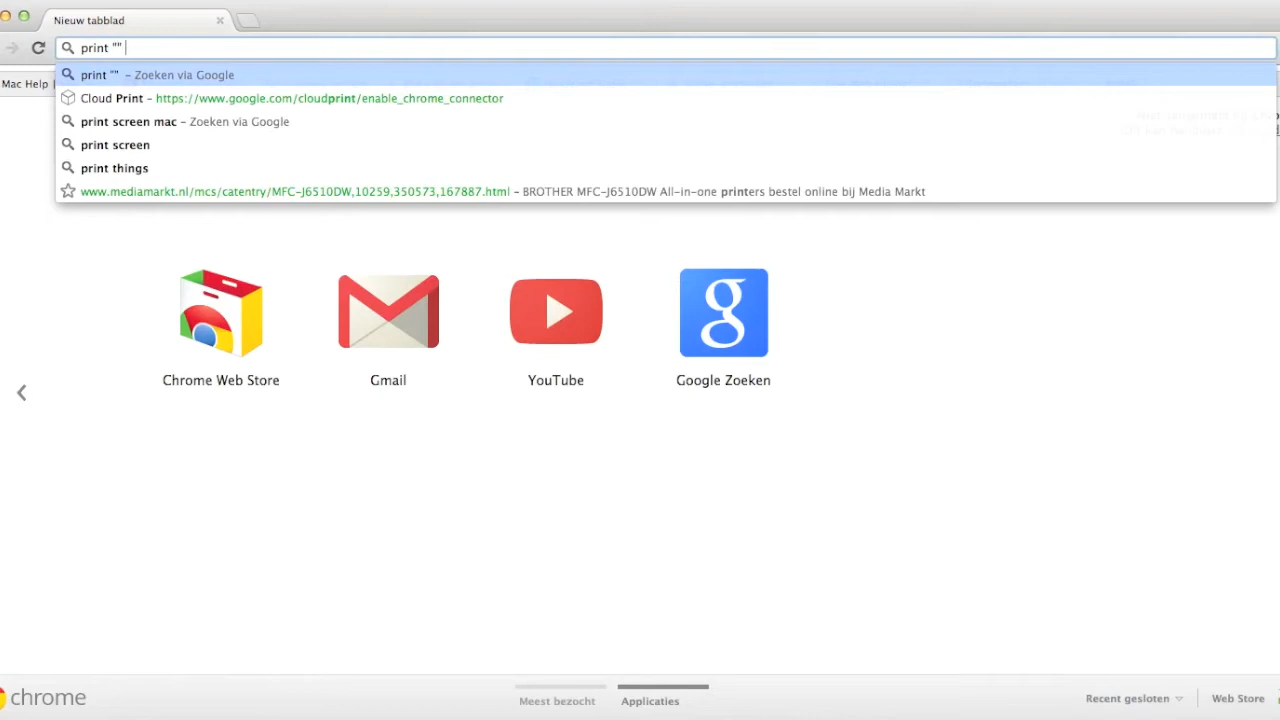 Nieuw tabblad
print ""
Mac Help
print "" – Zoeken via Google
Cloud Print – https://www.google.com/cloudprint/enable_chrome_connector
print screen mac – Zoeken via Google
print screen
print things
www.mediamarkt.nl/mcs/catentry/MFC-J6510DW,10259,350573,167887.html – BROTHER MFC-J6510DW All-in-one printers bestel online bij Media Markt
Chrome Web Store
Gmail
YouTube
Google Zoeken
chrome
Meest bezocht
Applicaties
Recent gesloten
Web Store